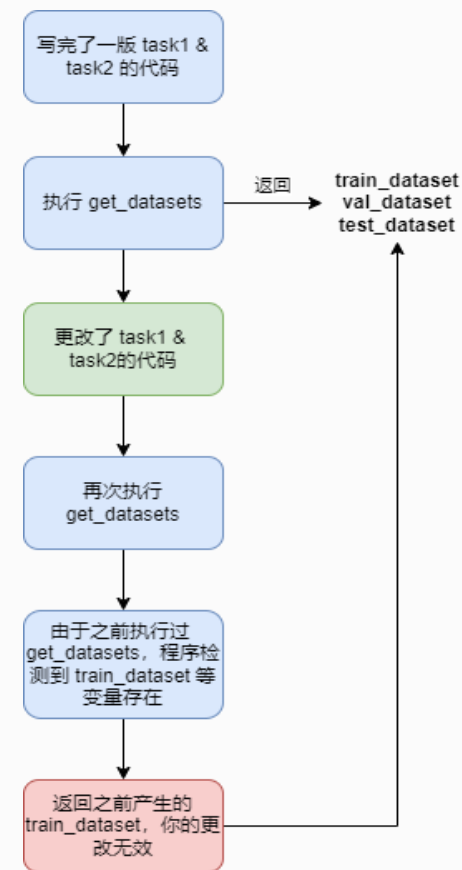 写完了一版 task1 &
task2 的代码
执行 get_datasets
返回
train_dataset
val_dataset
test_dataset
更改了 task1 &
task2的代码
再次执行
get_datasets
由于之前执行过
get_datasets，程序检
测到 train_dataset 等
变量存在
返回之前产生的
train_dataset，你的更
改无效